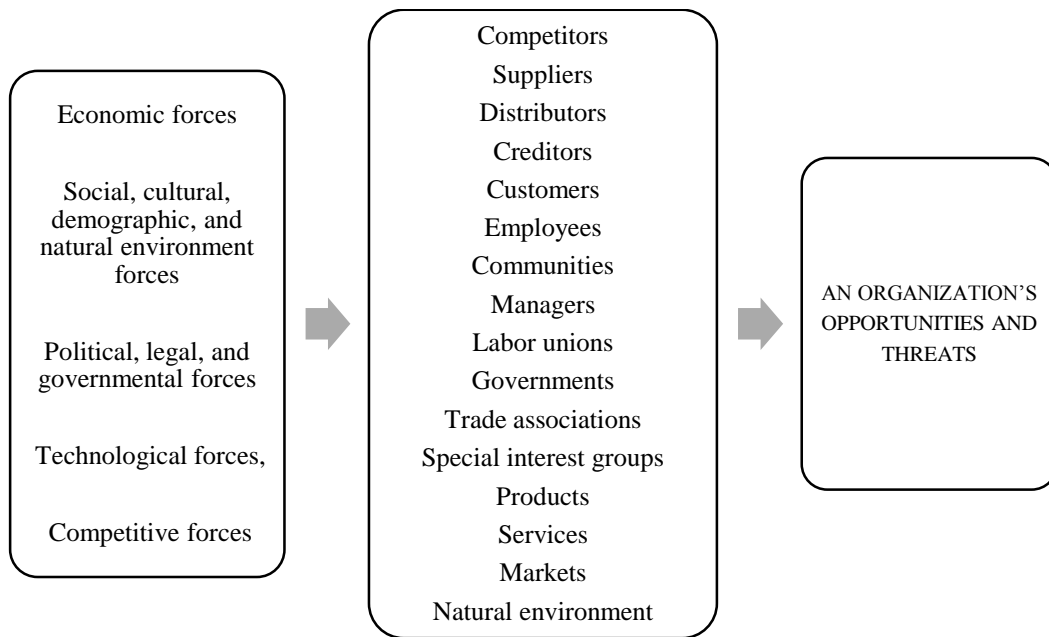 Economic forces
Social, cultural,
demographic, and
natural environment
forces
Political, legal, and
governmental forces
Technological forces,
Competitive forces
Competitors
Suppliers
Distributors
Creditors
Customers
Employees
Communities
Managers
Labor unions
Governments
Trade associations
Special interest groups
Products
Services
Markets
Natural environment
AN ORGANIZATION’S
OPPORTUNITIES AND
THREATS